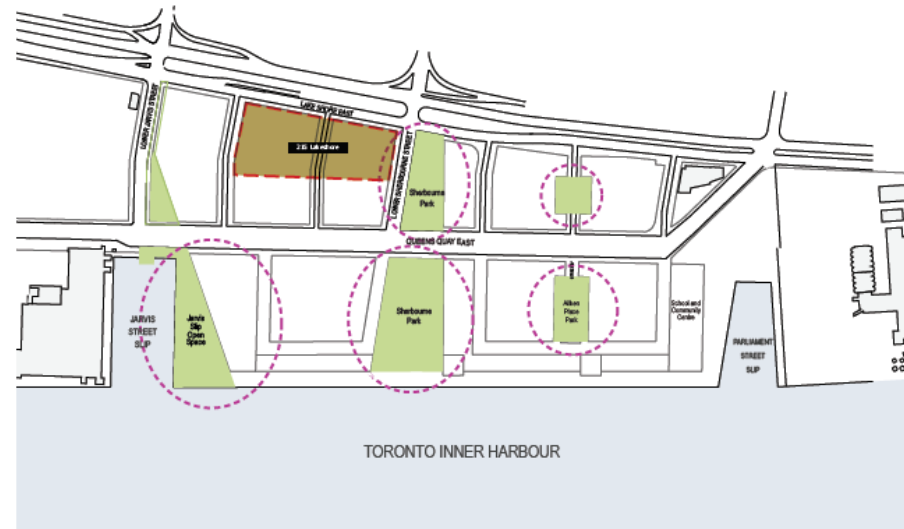 LOWER JARVIS STREET
LAKE SHORE EAST
215 Lakeshore
LOWER SHERBOURNE STREET
Sherbourne
Park
QUEENS QUAY EAST
JARVIS
STREET
SLIP
Jarvis
Slip
Open
Space
Sherbourne
Park
Aitken
Place
Park
School and
Community
Centre
PARLIAMENT
STREET
SLIP
TORONTO INNER HARBOUR